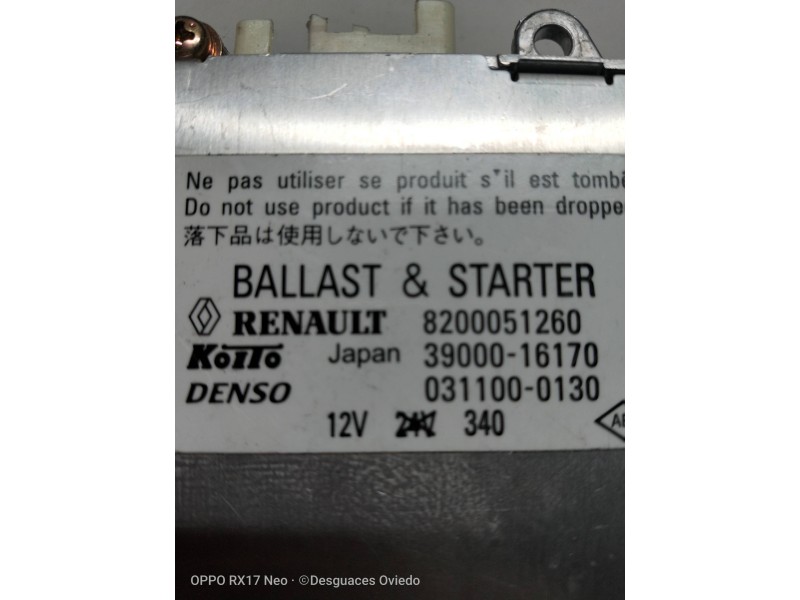 Ne pas utiliser se produit s'il est tombé
Do not use product if it has been droppe
落下品は使用しないで下さい。
BALLAST & STARTER
RENAULT 8200051260
KOITO Japan 39000-16170
DENSO 031100-0130
12V 24V 340
OPPO RX17 Neo · ©Desguaces Oviedo